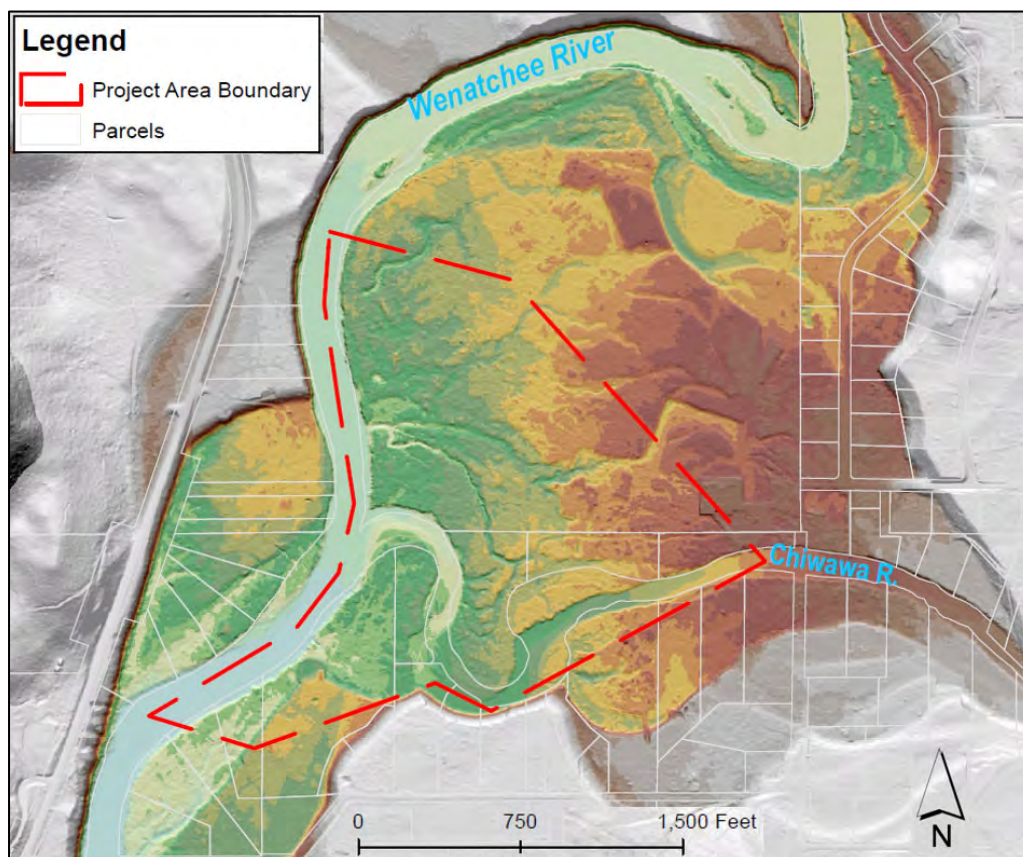 Legend
Project Area Boundary
Parcels
Wenatchee River
Chiwawa R.
0 750 1,500 Feet
N